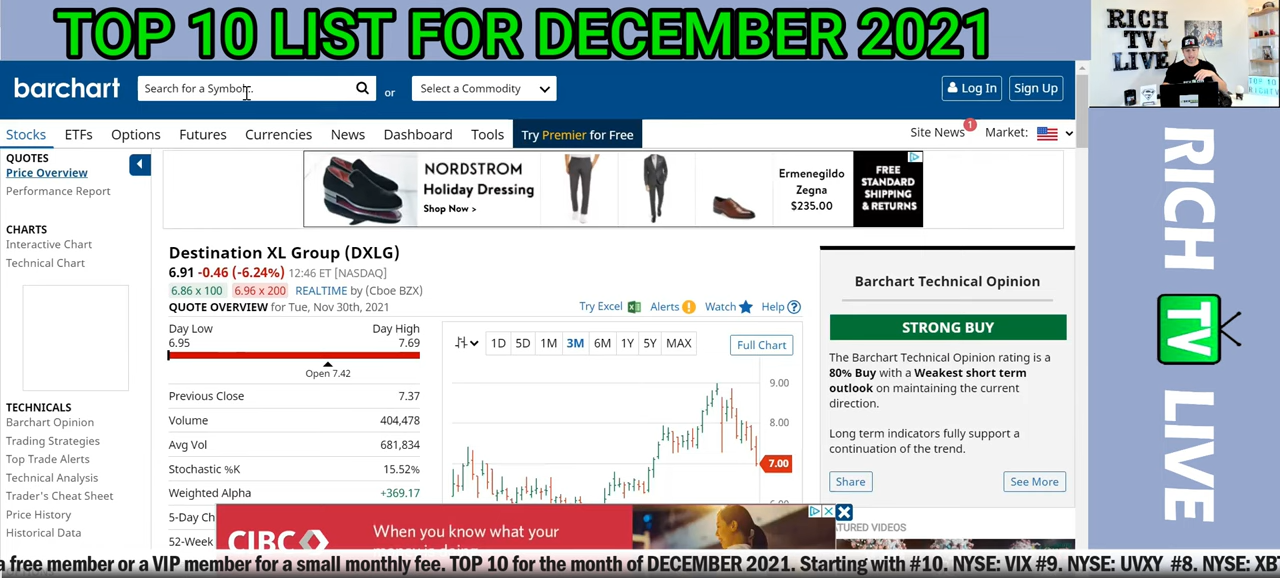 TOP 10 LIST FOR DECEMBER 2021
RICH
TV
LIVE
barchart
Search for a Symbol...
or
Select a Commodity
Log In
Sign Up
Stocks
ETFs
Options
Futures
Currencies
News
Dashboard
Tools
Try Premier for Free
Site News 1
Market:
QUOTES
Price Overview
Performance Report
CHARTS
Interactive Chart
Technical Chart
TECHNICALS
Barchart Opinion
Trading Strategies
Top Trade Alerts
Technical Analysis
Trader's Cheat Sheet
Price History
Historical Data
NORDSTROM
Holiday Dressing
Shop Now >
Ermenegildo
Zegna
$235.00
FREE
STANDARD
SHIPPING
& RETURNS
Destination XL Group (DXLG)
6.91 -0.46 (-6.24%) 12:46 ET [NASDAQ]
6.86 x 100 6.96 x 200 REALTIME by (Cboe BZX)
QUOTE OVERVIEW for Tue, Nov 30th, 2021
Try Excel
Alerts
Watch
Help
Day Low
Day High
6.95
7.69
Open 7.42
Previous Close 7.37
Volume 404,478
Avg Vol 681,834
Stochastic %K 15.52%
Weighted Alpha +369.17
5-Day Ch
52-Week
1D 5D 1M 3M 6M 1Y 5Y MAX
Full Chart
9.00
8.00
7.00
Barchart Technical Opinion
STRONG BUY
The Barchart Technical Opinion rating is a
80% Buy with a Weakest short term
outlook on maintaining the current
direction.
Long term indicators fully support a
continuation of the trend.
Share
See More
ATURED VIDEOS
CIBC
When you know what your
RICH
TV
LIVE
a free member or a VIP member for a small monthly fee. TOP 10 for the month of DECEMBER 2021. Starting with #10. NYSE: VIX #9. NYSE: UVXY #8. NYSE: XB